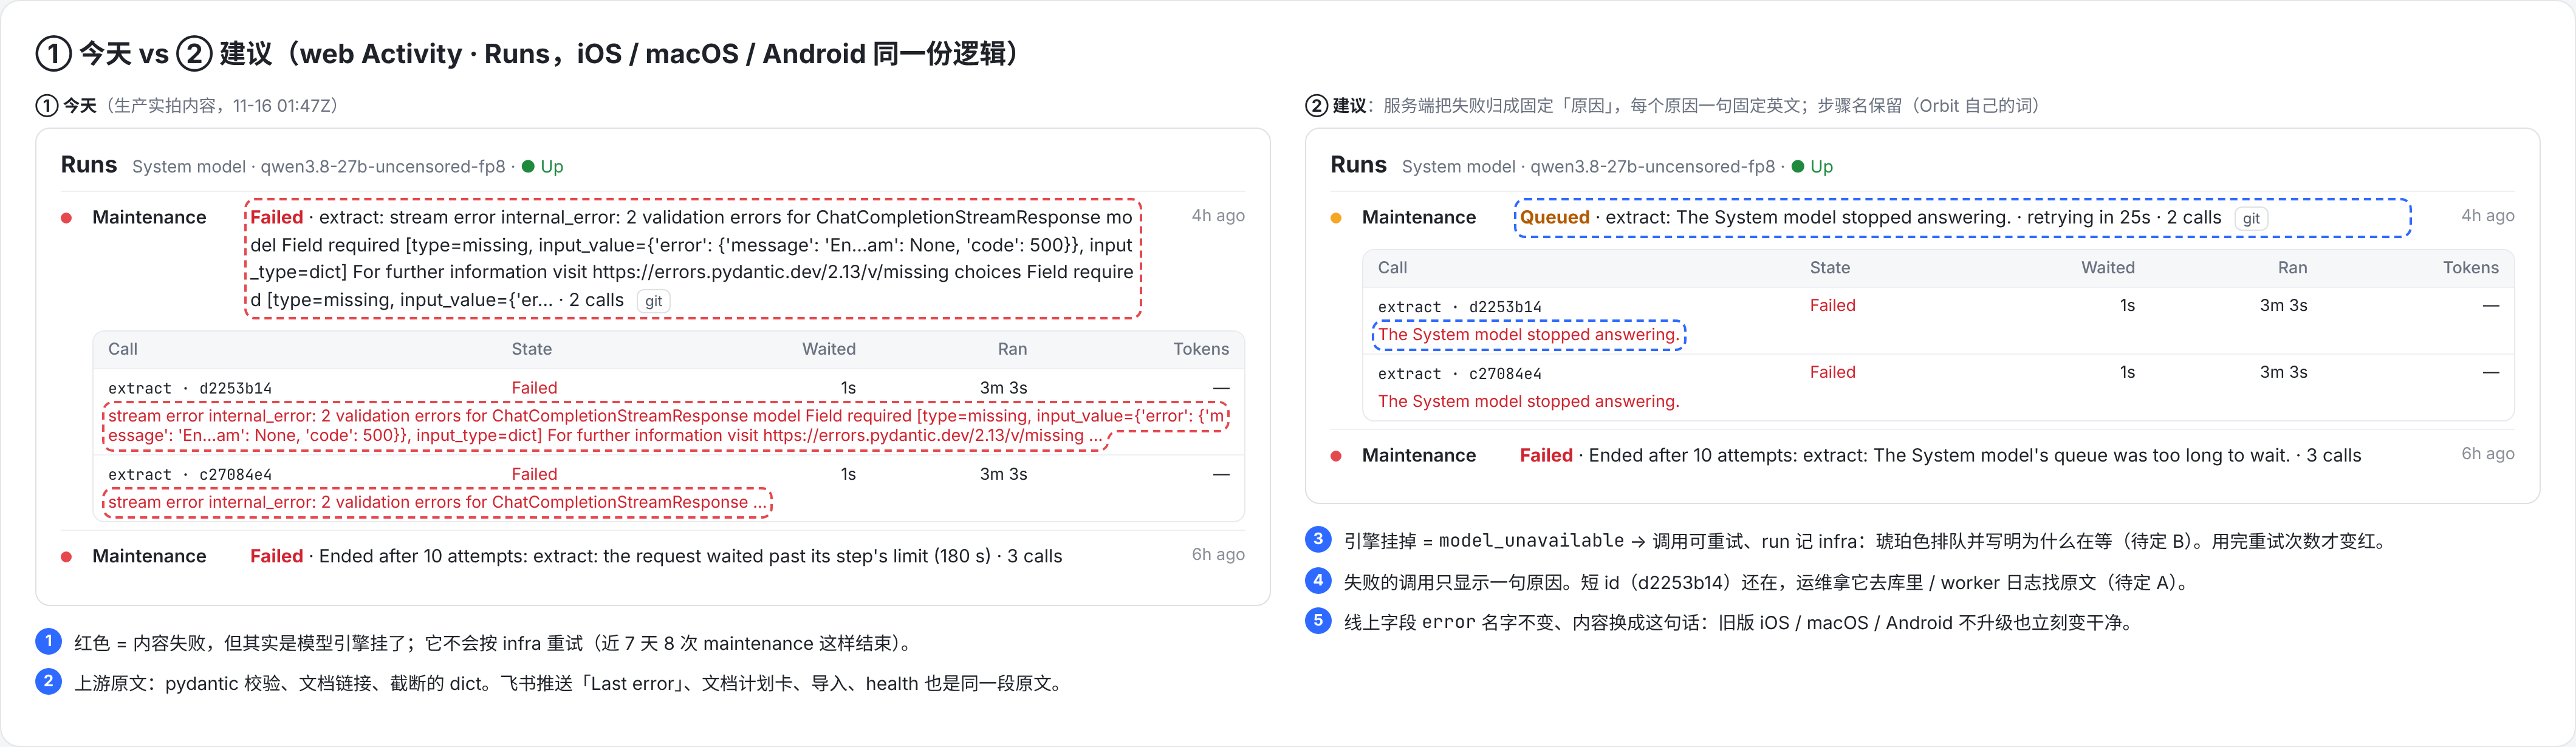 ① 今天 vs ② 建议（web Activity · Runs，iOS / macOS / Android 同一份逻辑）
① 今天（生产实拍内容，11-16 01:47Z）
Runs System model · qwen3.8-27b-uncensored-fp8 · Up
Maintenance
Failed · extract: stream error internal_error: 2 validation errors for ChatCompletionStreamResponse mo
del Field required [type=missing, input_value={'error': {'message': 'En...am': None, 'code': 500}}, input
_type=dict] For further information visit https://errors.pydantic.dev/2.13/v/missing choices Field require
d [type=missing, input_value={'er... · 2 calls git
4h ago
Call State Waited Ran Tokens
extract · d2253b14 Failed 1s 3m 3s —
stream error internal_error: 2 validation errors for ChatCompletionStreamResponse model Field required [type=missing, input_value={'error': {'m
essage': 'En...am': None, 'code': 500}}, input_type=dict] For further information visit https://errors.pydantic.dev/2.13/v/missing ...
extract · c27084e4 Failed 1s 3m 3s —
stream error internal_error: 2 validation errors for ChatCompletionStreamResponse ...
Maintenance Failed · Ended after 10 attempts: extract: the request waited past its step's limit (180 s) · 3 calls 6h ago
1 红色 = 内容失败，但其实是模型引擎挂了；它不会按 infra 重试（近 7 天 8 次 maintenance 这样结束）。
2 上游原文：pydantic 校验、文档链接、截断的 dict。飞书推送「Last error」、文档计划卡、导入、health 也是同一段原文。
② 建议：服务端把失败归成固定「原因」，每个原因一句固定英文；步骤名保留（Orbit 自己的词）
Runs System model · qwen3.8-27b-uncensored-fp8 · Up
Maintenance Queued · extract: The System model stopped answering. · retrying in 25s · 2 calls git 4h ago
Call State Waited Ran Tokens
extract · d2253b14 Failed 1s 3m 3s —
The System model stopped answering.
extract · c27084e4 Failed 1s 3m 3s —
The System model stopped answering.
Maintenance Failed · Ended after 10 attempts: extract: The System model's queue was too long to wait. · 3 calls 6h ago
3 引擎挂掉 = model_unavailable → 调用可重试、run 记 infra：琥珀色排队并写明为什么在等（待定 B）。用完重试次数才变红。
4 失败的调用只显示一句原因。短 id（d2253b14）还在，运维拿它去库里 / worker 日志找原文（待定 A）。
5 线上字段 error 名字不变、内容换成这句话：旧版 iOS / macOS / Android 不升级也立刻变干净。